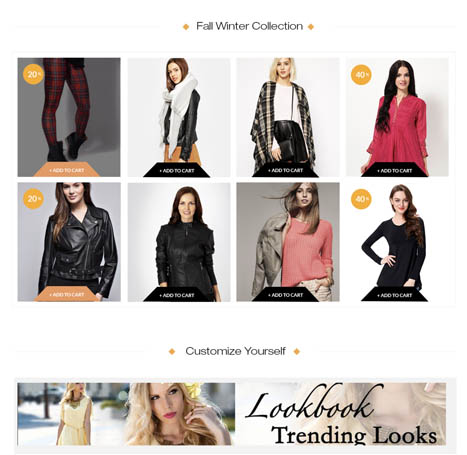 Fall Winter Collection
20%
40%
+ ADD TO CART
+ ADD TO CART
+ ADD TO CART
+ ADD TO CART
20%
40%
+ ADD TO CART
+ ADD TO CART
+ ADD TO CART
+ ADD TO CART
Customize Yourself
Lookbook
Trending Looks